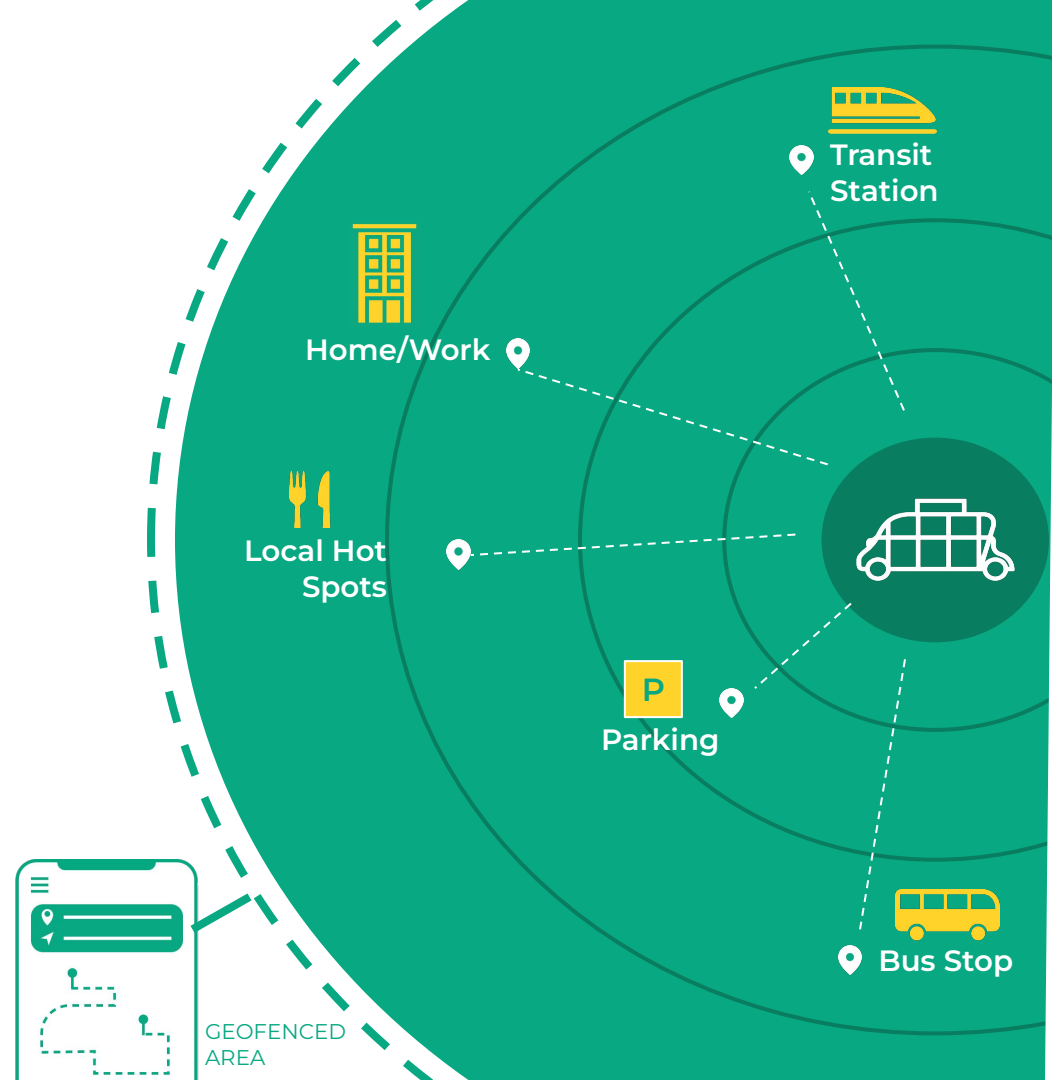 Transit
Station
Home/Work
Local Hot
Spots
P
Parking
Bus Stop
GEOFENCED
AREA